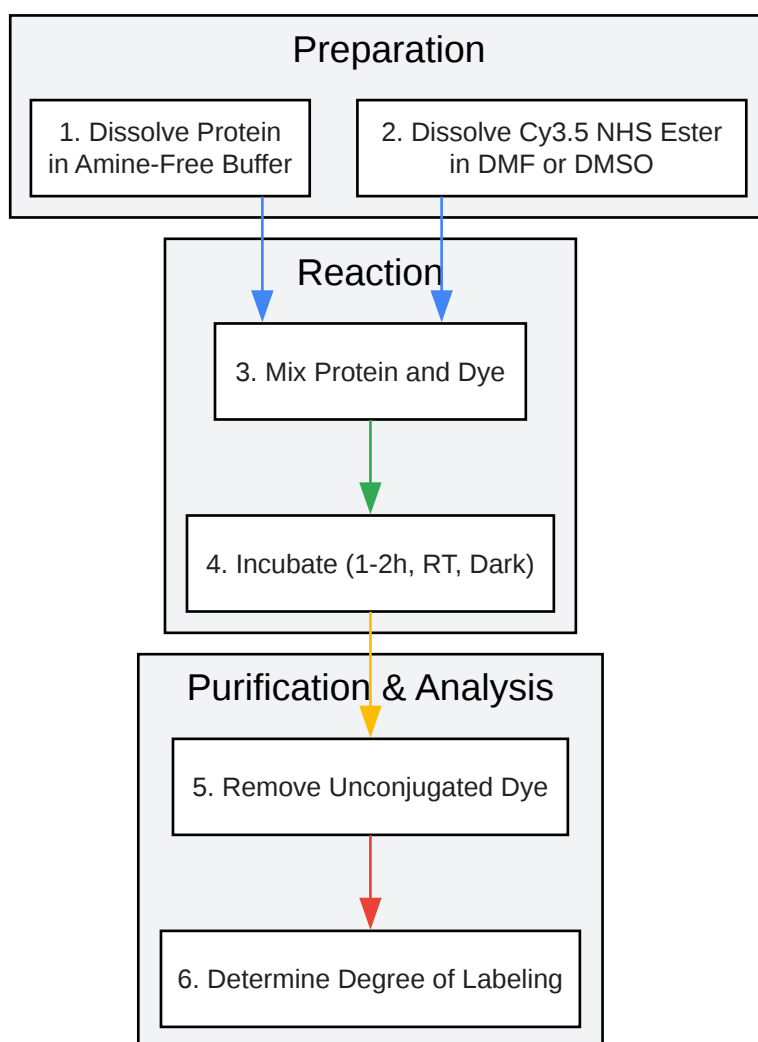 Preparation
1. Dissolve Protein
in Amine-Free Buffer
2. Dissolve Cy3.5 NHS Ester
in DMF or DMSO
Reaction
3. Mix Protein and Dye
4. Incubate (1-2h, RT, Dark)
Purification & Analysis
5. Remove Unconjugated Dye
6. Determine Degree of Labeling